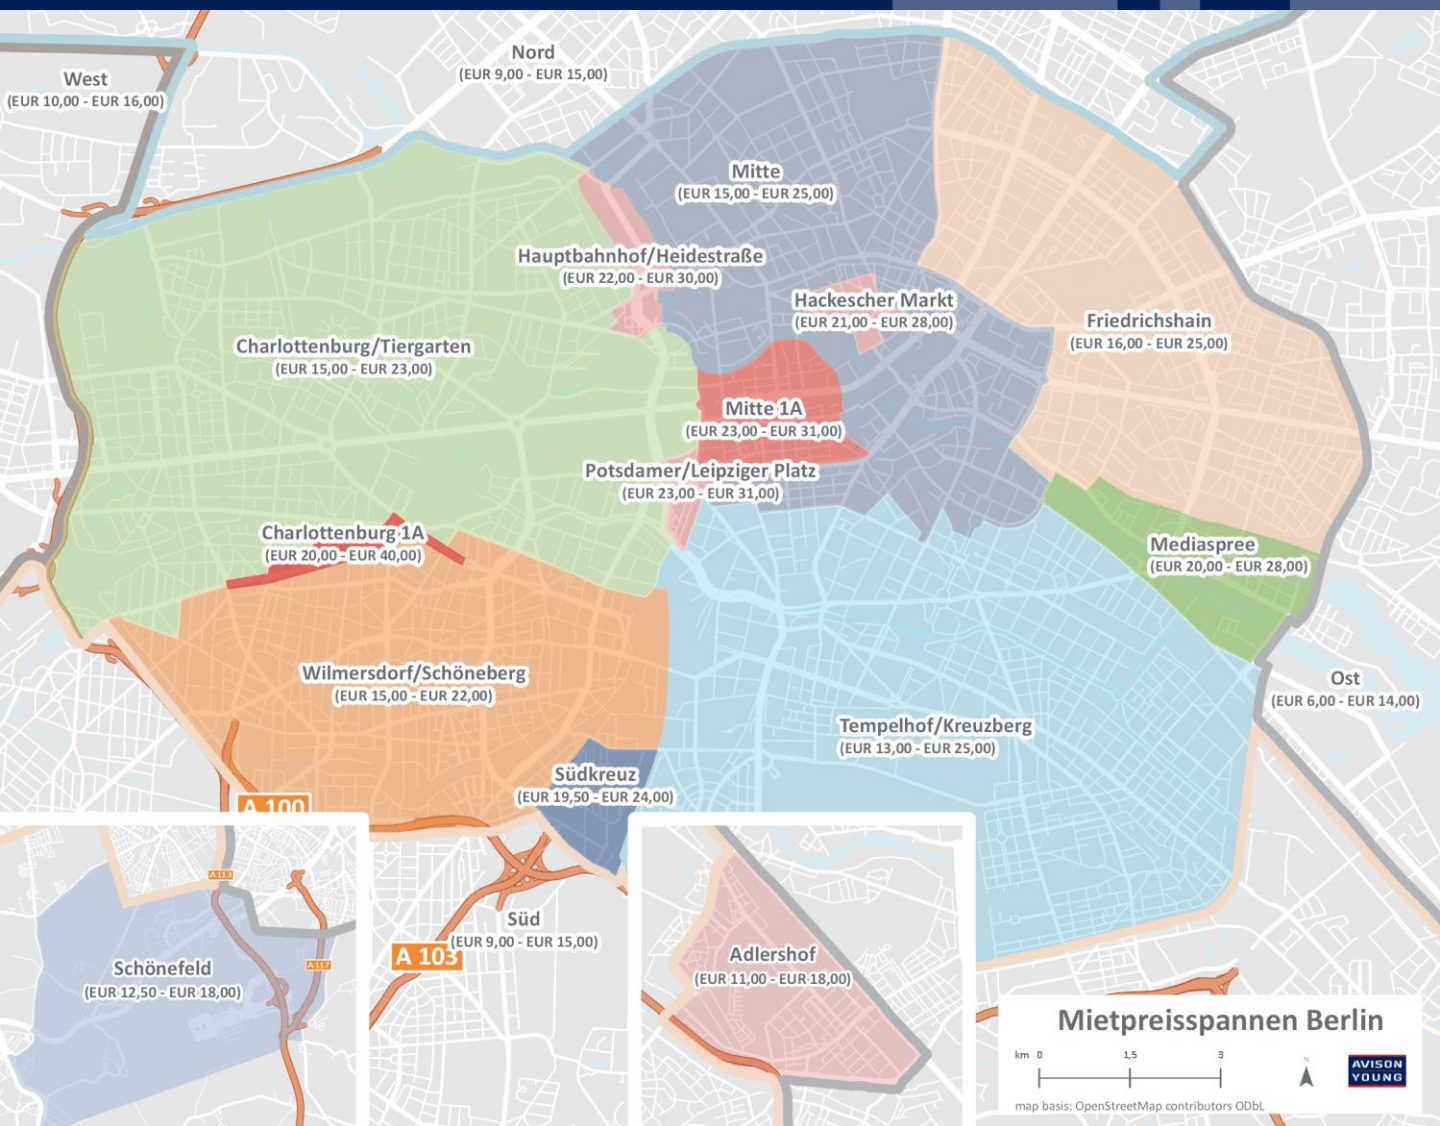 Nord
(EUR 9,00 - EUR 15,00)
West
(EUR 10,00 - EUR 16,00)
Mitte
(EUR 15,00 - EUR 25,00)
Hauptbahnhof/Heidestraße
(EUR 22,00 - EUR 30,00)
Hackescher Markt
(EUR 21,00 - EUR 28,00)
Friedrichshain
(EUR 16,00 - EUR 25,00)
Charlottenburg/Tiergarten
(EUR 15,00 - EUR 23,00)
Mitte 1A
(EUR 23,00 - EUR 31,00)
Potsdamer/Leipziger Platz
(EUR 23,00 - EUR 31,00)
Charlottenburg 1A
(EUR 20,00 - EUR 40,00)
Mediaspree
(EUR 20,00 - EUR 28,00)
Wilmersdorf/Schöneberg
(EUR 15,00 - EUR 22,00)
Ost
(EUR 6,00 - EUR 14,00)
Tempelhof/Kreuzberg
(EUR 13,00 - EUR 25,00)
Südkreuz
(EUR 19,50 - EUR 24,00)
A 100
A 113
Süd
(EUR 9,00 - EUR 15,00)
A 103
Schönefeld
(EUR 12,50 - EUR 18,00)
A 117
Adlershof
(EUR 11,00 - EUR 18,00)
Mietpreisspannen Berlin
km 0 1,5 3
N
AVISON
YOUNG
map basis: OpenStreetMap contributors ODbL